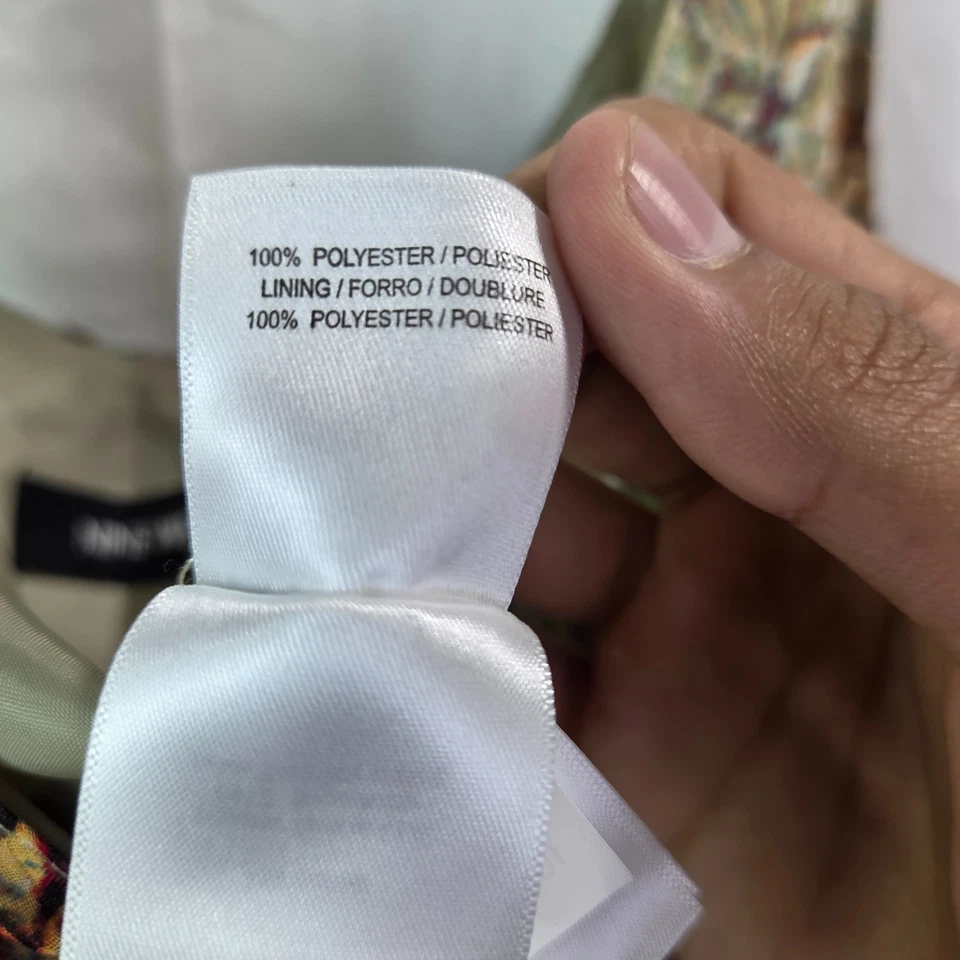 100% POLYESTER / POLIESTER
LINING / FORRO / DOUBLURE
100% POLYESTER / POLIESTER